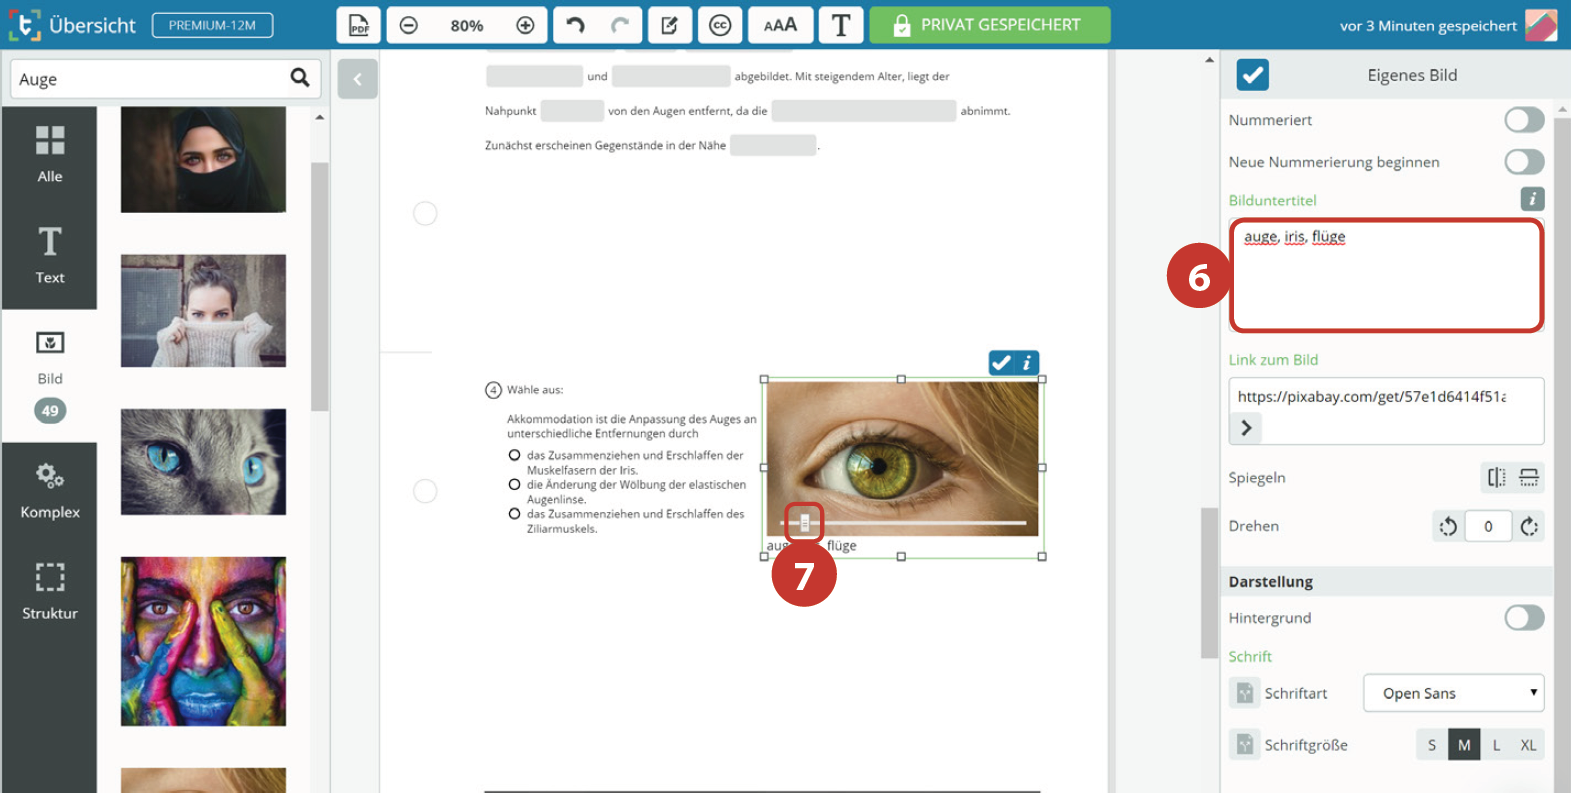 Übersicht
PREMIUM-12M
PDF
80%
cc
AAA
T
PRIVAT GESPEICHERT
vor 3 Minuten gespeichert
Auge
Alle
T
Text
Bild
49
Komplex
Struktur
und abgebildet. Mit steigendem Alter, liegt der
Nahpunkt von den Augen entfernt, da die abnimmt.
Zunächst erscheinen Gegenstände in der Nähe .
4 Wähle aus:
Akkommodation ist die Anpassung des Auges an
unterschiedliche Entfernungen durch
das Zusammenziehen und Erschlaffen der
Muskelfasern der Iris.
die Änderung der Wölbung der elastischen
Augenlinse.
das Zusammenziehen und Erschlaffen des
Ziliarmuskels.
i
flüge
7
Eigenes Bild
Nummeriert
Neue Nummerierung beginnen
Bilduntertitel
i
auge, iris, flüge
6
Link zum Bild
https://pixabay.com/get/57e1d6414f51a
Spiegeln
Drehen
0
Darstellung
Hintergrund
Schrift
Schriftart
Open Sans
Schriftgröße
S M L XL